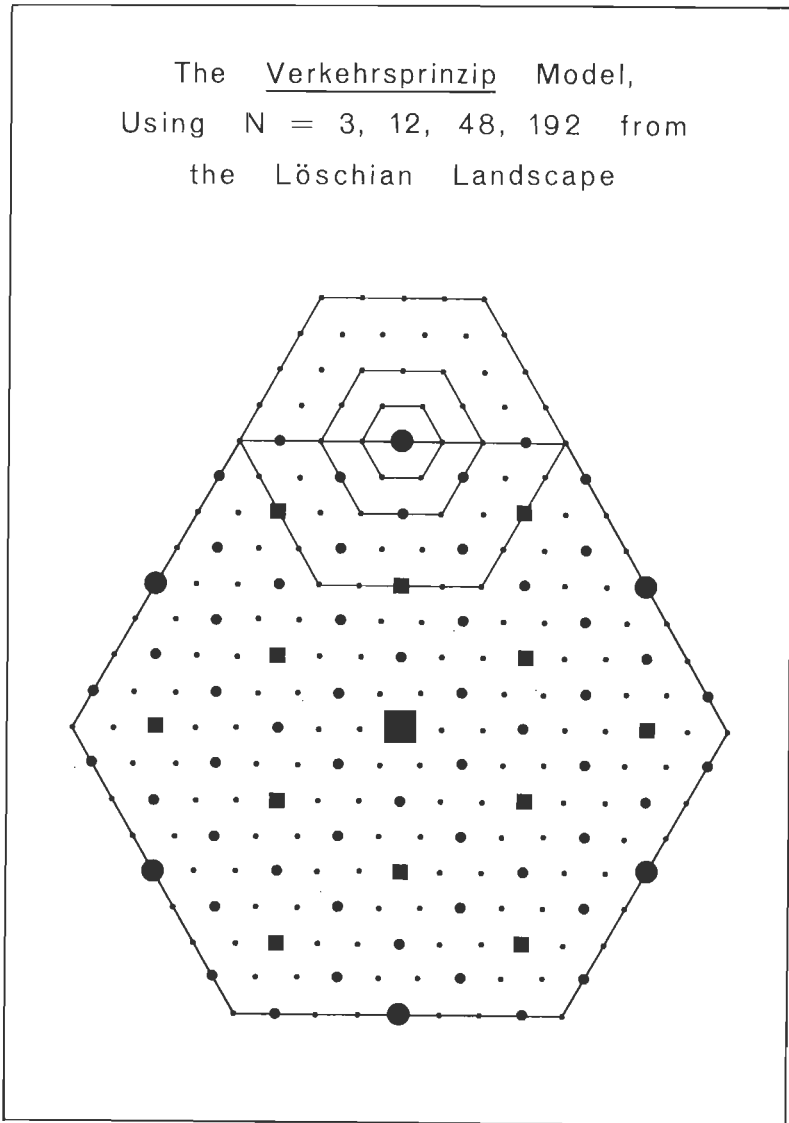 The Verkehrsprinzip Model,
Using N = 3, 12, 48, 192 from
the Löschian Landscape